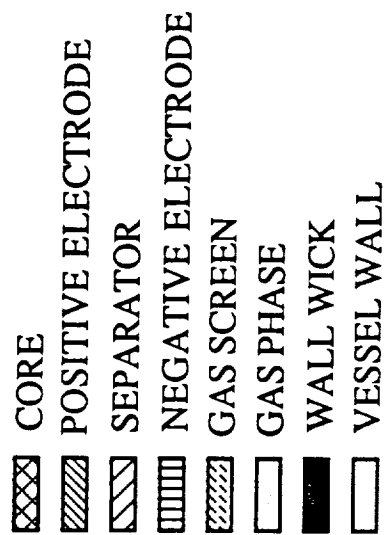 CORE
POSITIVE ELECTRODE
SEPARATOR
NEGATIVE ELECTRODE
GAS SCREEN
GAS PHASE
WALL WICK
VESSEL WALL